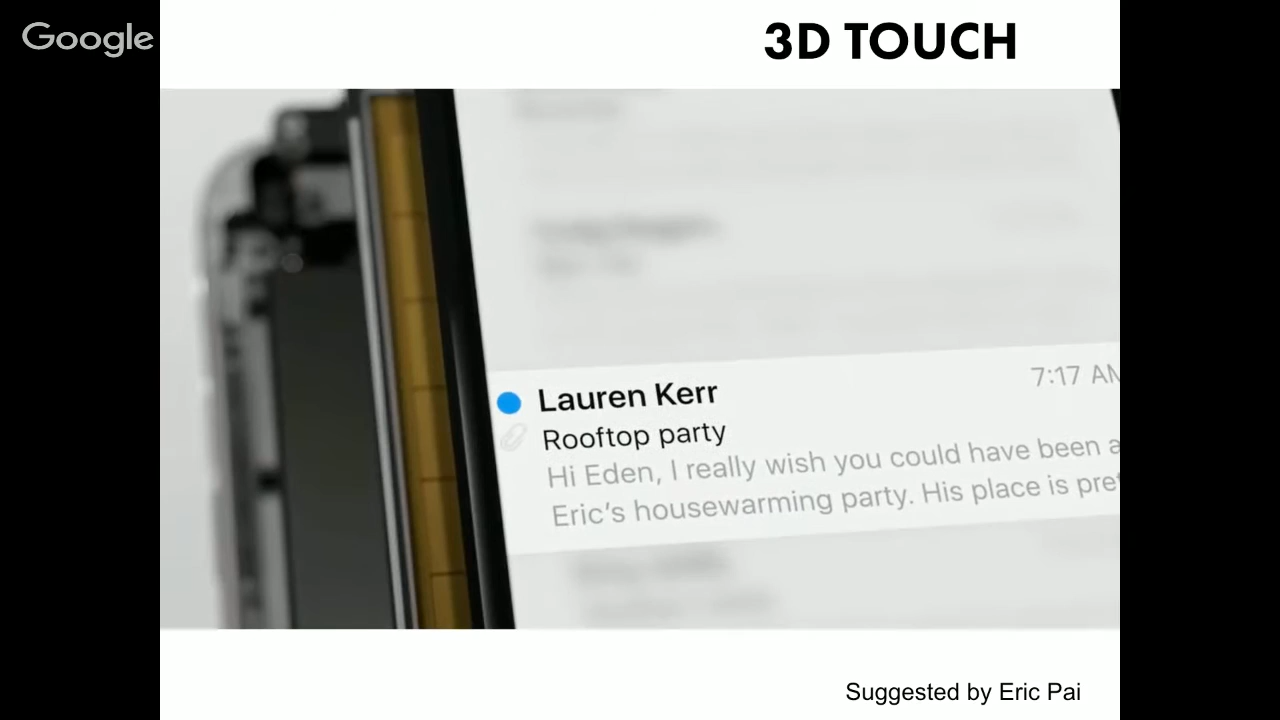 Google
3D TOUCH
Lauren Kerr
7:17 AM
Rooftop party
Hi Eden, I really wish you could have been a
Eric's housewarming party. His place is pre
Suggested by Eric Pai